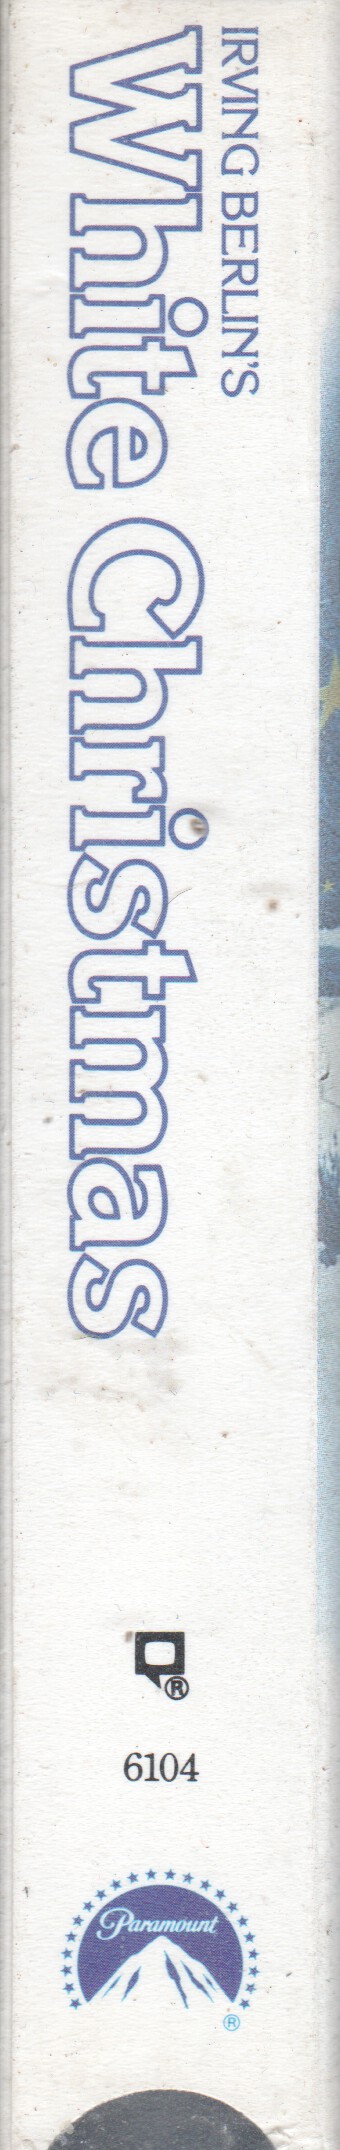 IRVING BERLIN'S
White Christmas
®
6104
Paramount
®